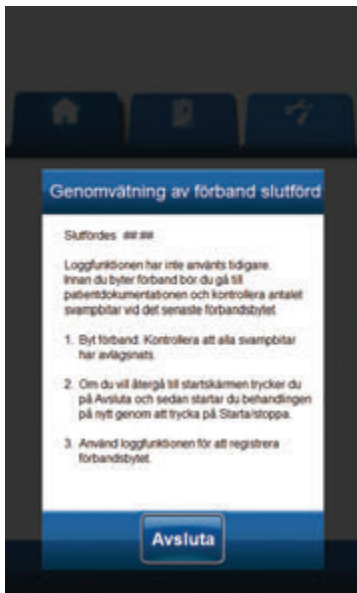 Genomvätning av förband slutförd
Slutfördes ##:##
Loggfunktionen har inte använts tidigare.
Innan du byter förband bör du gå till
patientdokumentationen och kontrollera antalet
svampbitar vid det senaste förbandsbytet.
1. Byt förband. Kontrollera att alla svampbitar
har avlägsnats.
2. Om du vill återgå till startskärmen trycker du
på Avsluta och sedan startar du behandlingen
på nytt genom att trycka på Starta/stoppa.
3. Använd loggfunktionen för att registrera
förbandsbytet.
Avsluta